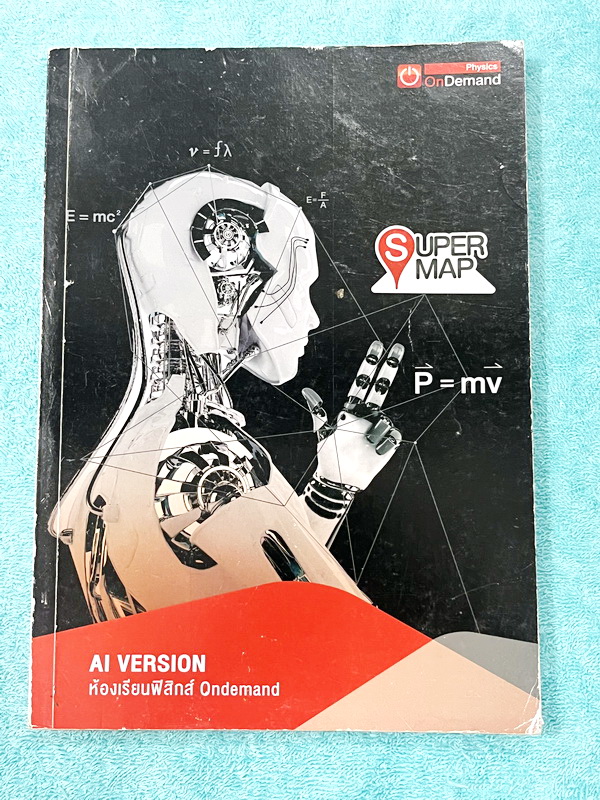 Physics
OnDemand
v = fλ
E = mc²
E = F/A
SUPER
MAP
P⃗ = mv⃗
AI VERSION
ห้องเรียนฟิสิกส์ Ondemand